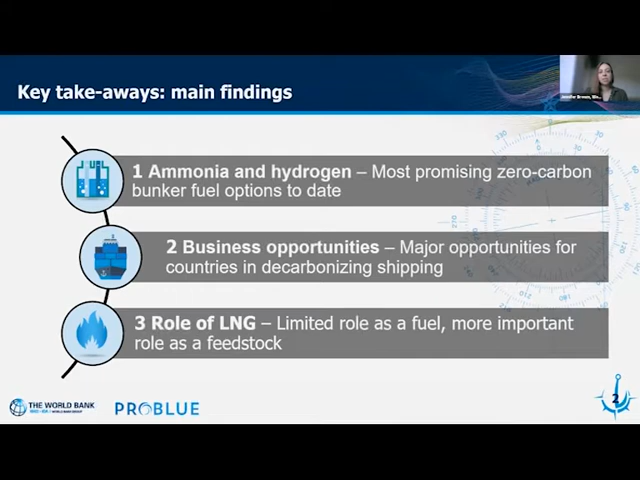 Key take-aways: main findings
1 Ammonia and hydrogen – Most promising zero-carbon
bunker fuel options to date
2 Business opportunities – Major opportunities for
countries in decarbonizing shipping
3 Role of LNG – Limited role as a fuel, more important
role as a feedstock
THE WORLD BANK
PROBLUE
2